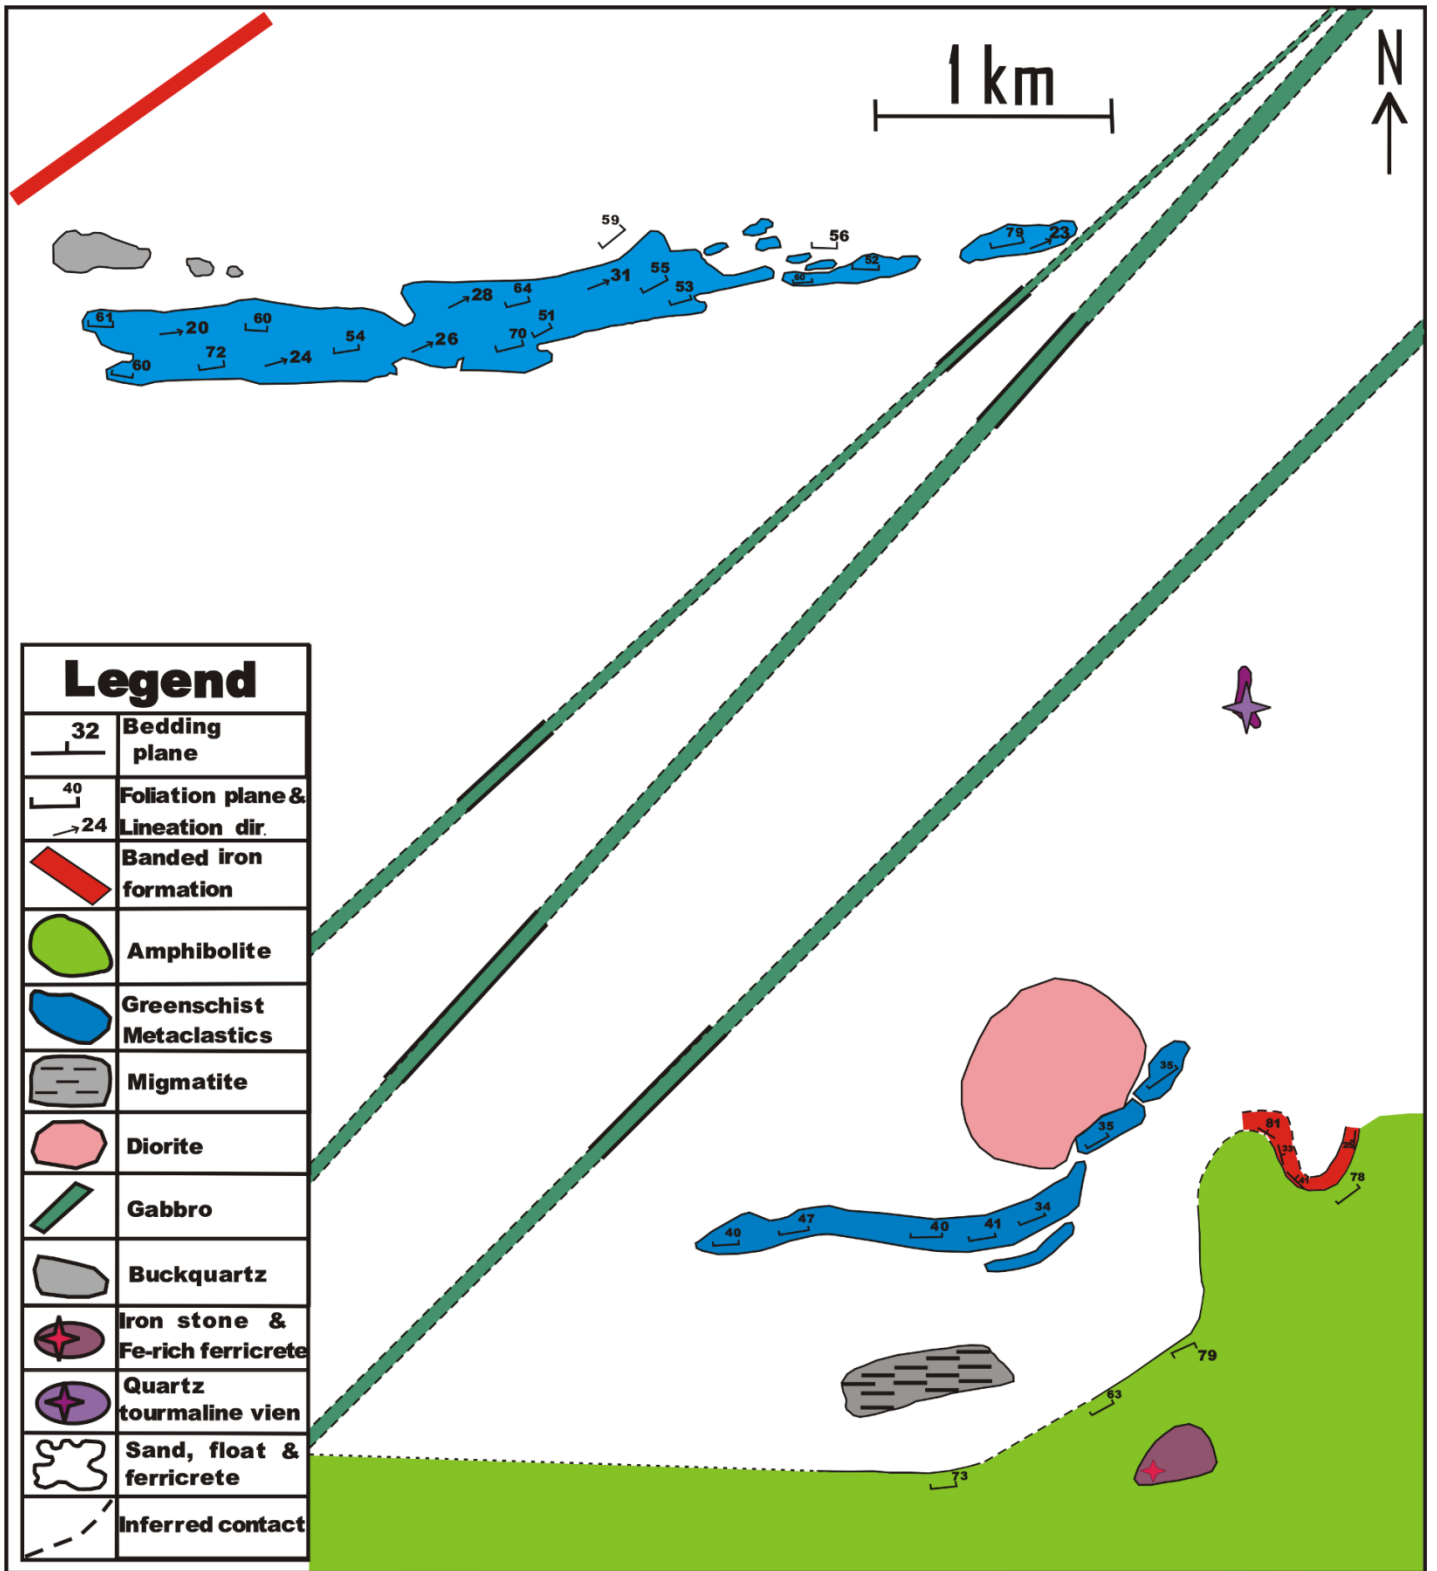 1 km
N
59
56
79
23
52
60
31
55
53
28
64
51
61
20
60
54
26
70
72
24
60
Legend
32
Bedding
plane
40
Foliation plane &
24
Lineation dir.
Banded iron
formation
Amphibolite
Greenschist
Metaclastics
Migmatite
Diorite
Gabbro
Buckquartz
Iron stone &
Fe-rich ferricrete
Quartz
tourmaline vien
Sand, float &
ferricrete
Inferred contact
35
35
81
78
34
47
40
41
40
79
63
73